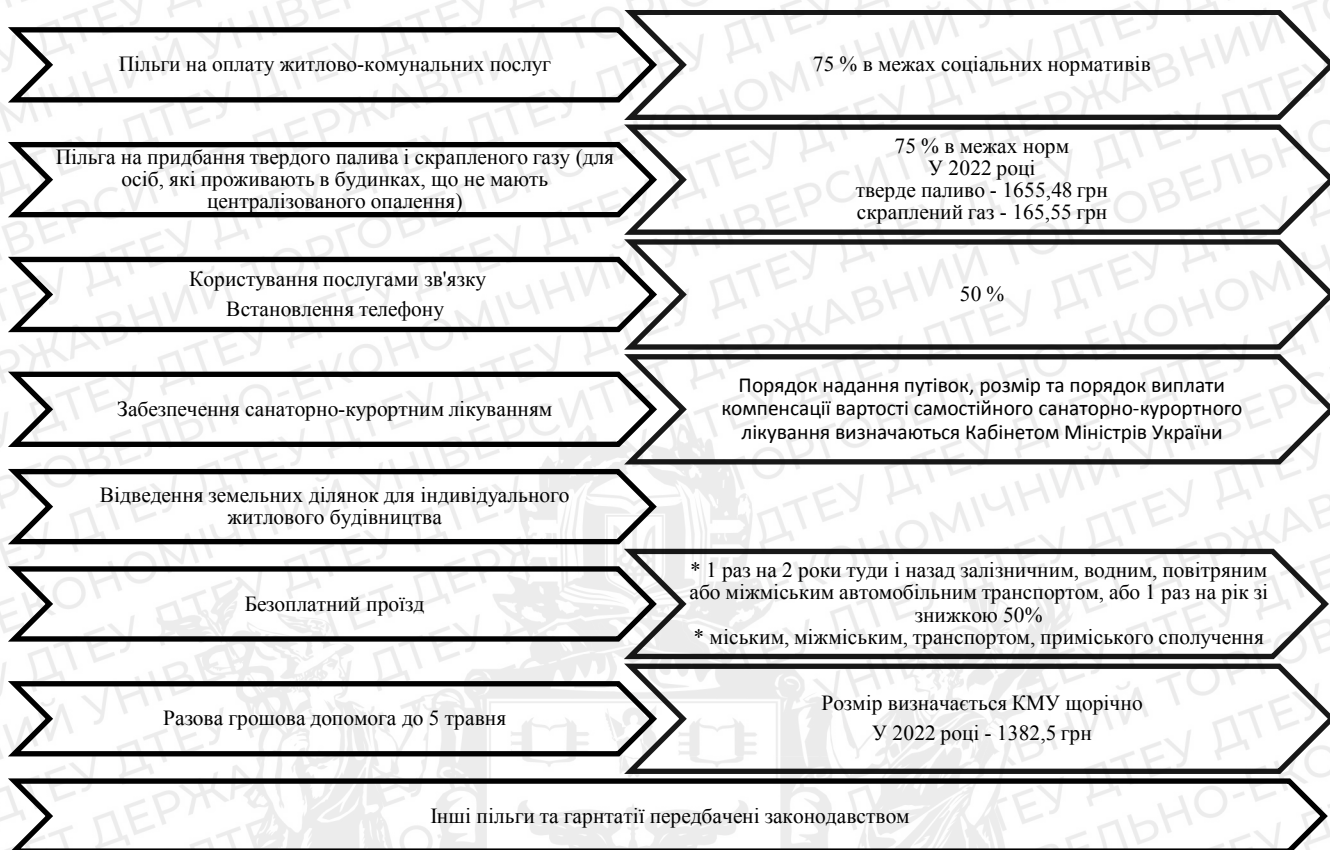 Пільги на оплату житлово-комунальних послуг
75 % в межах соціальних нормативів
Пільга на придбання твердого палива і скрапленого газу (для
осіб, які проживають в будинках, що не мають
централізованого опалення)
75 % в межах норм
У 2022 році
тверде паливо - 1655,48 грн
скраплений газ - 165,55 грн
Користування послугами зв'язку
Встановлення телефону
50 %
Забезпечення санаторно-курортним лікуванням
Порядок надання путівок, розмір та порядок виплати
компенсації вартості самостійного санаторно-курортного
лікування визначаються Кабінетом Міністрів України
Відведення земельних ділянок для індивідуального
житлового будівництва
Безоплатний проїзд
* 1 раз на 2 роки туди і назад залізничним, водним, повітряним
або міжміським автомобільним транспортом, або 1 раз на рік зі
знижкою 50%
* міським, міжміським, транспортом, приміського сполучення
Разова грошова допомога до 5 травня
Розмір визначається КМУ щорічно
У 2022 році - 1382,5 грн
Інші пільги та гарнтатії передбачені законодавством